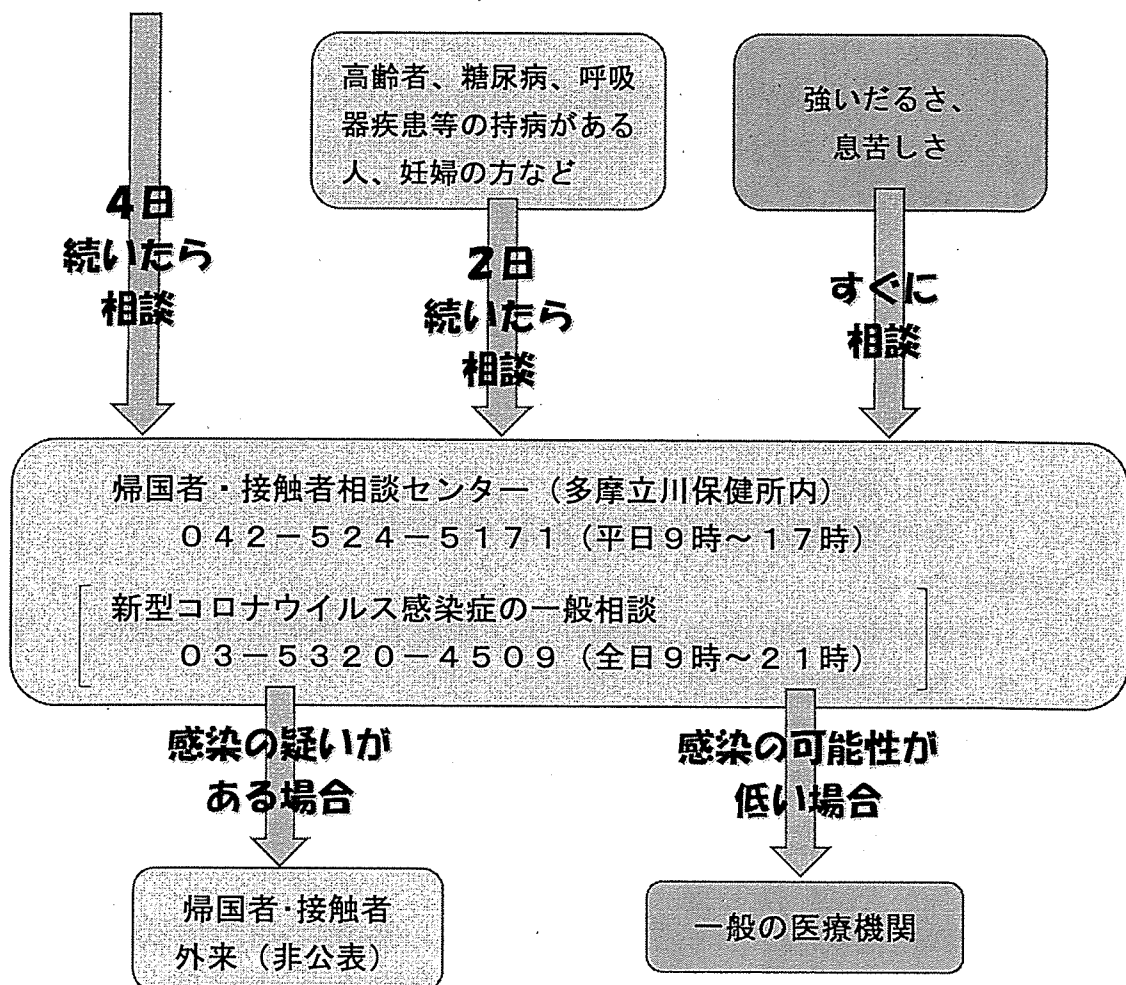 高齢者、糖尿病、呼吸
器疾患等の持病がある
人、妊婦の方など
強いだるさ、
息苦しさ
4日
続いたら
相談
2日
続いたら
相談
すぐに
相談
帰国者・接触者相談センター（多摩立川保健所内）
０４２－５２４－５１７１（平日９時～１７時）
新型コロナウイルス感染症の一般相談
０３－５３２０－４５０９（全日９時～２１時）
感染の疑いが
ある場合
感染の可能性が
低い場合
帰国者・接触者
外来（非公表）
一般の医療機関